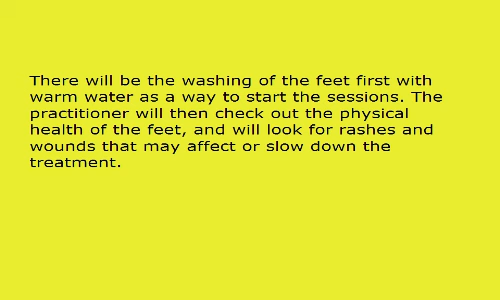 There will be the washing of the feet first with
warm water as a way to start the sessions. The
practitioner will then check out the physical
health of the feet, and will look for rashes and
wounds that may affect or slow down the
treatment.